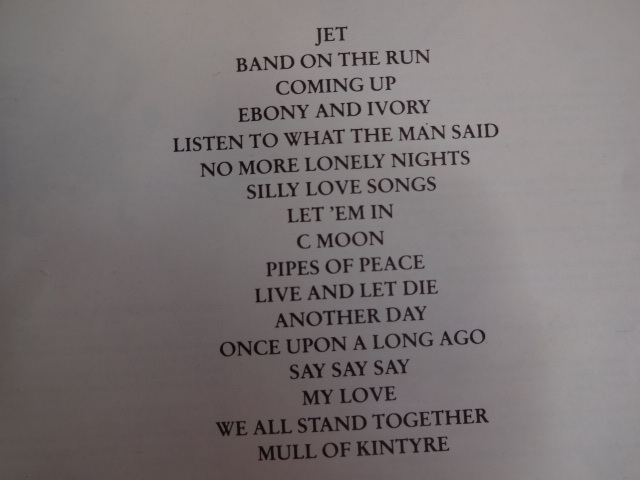 JET
BAND ON THE RUN
COMING UP
EBONY AND IVORY
LISTEN TO WHAT THE MAN SAID
NO MORE LONELY NIGHTS
SILLY LOVE SONGS
LET 'EM IN
C MOON
PIPES OF PEACE
LIVE AND LET DIE
ANOTHER DAY
ONCE UPON A LONG AGO
SAY SAY SAY
MY LOVE
WE ALL STAND TOGETHER
MULL OF KINTYRE